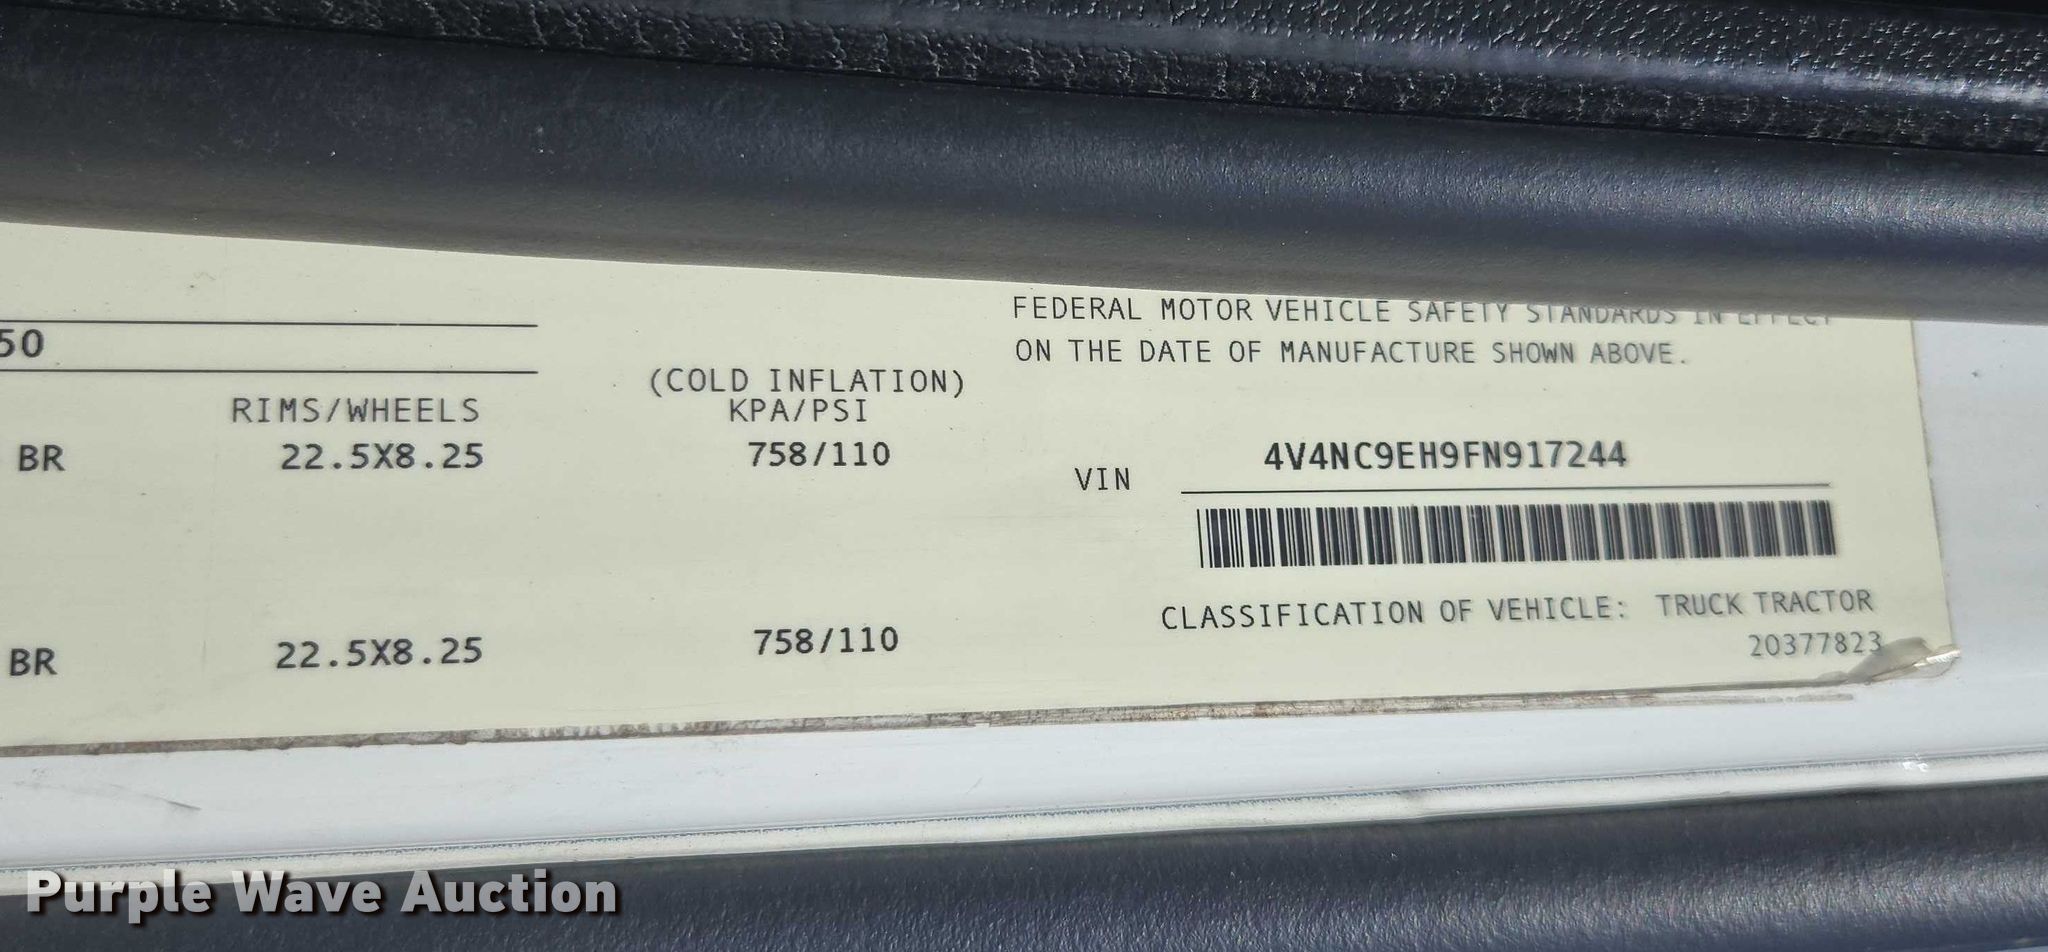 FEDERAL MOTOR VEHICLE SAFETY STANDARDS IN EFFECT
ON THE DATE OF MANUFACTURE SHOWN ABOVE.
50
(COLD INFLATION)
RIMS/WHEELS KPA/PSI
BR 22.5X8.25 758/110
VIN 4V4NC9EH9FN917244
CLASSIFICATION OF VEHICLE: TRUCK TRACTOR
BR 22.5X8.25 758/110
20377823
Purple Wave Auction